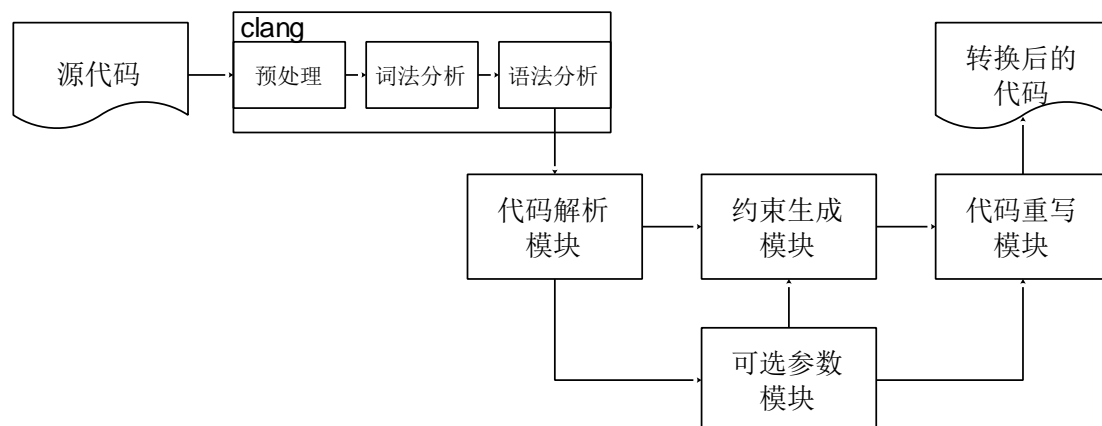 clang
源代码
预处理
词法分析
语法分析
转换后的
代码
代码解析
模块
约束生成
模块
代码重写
模块
可选参数
模块